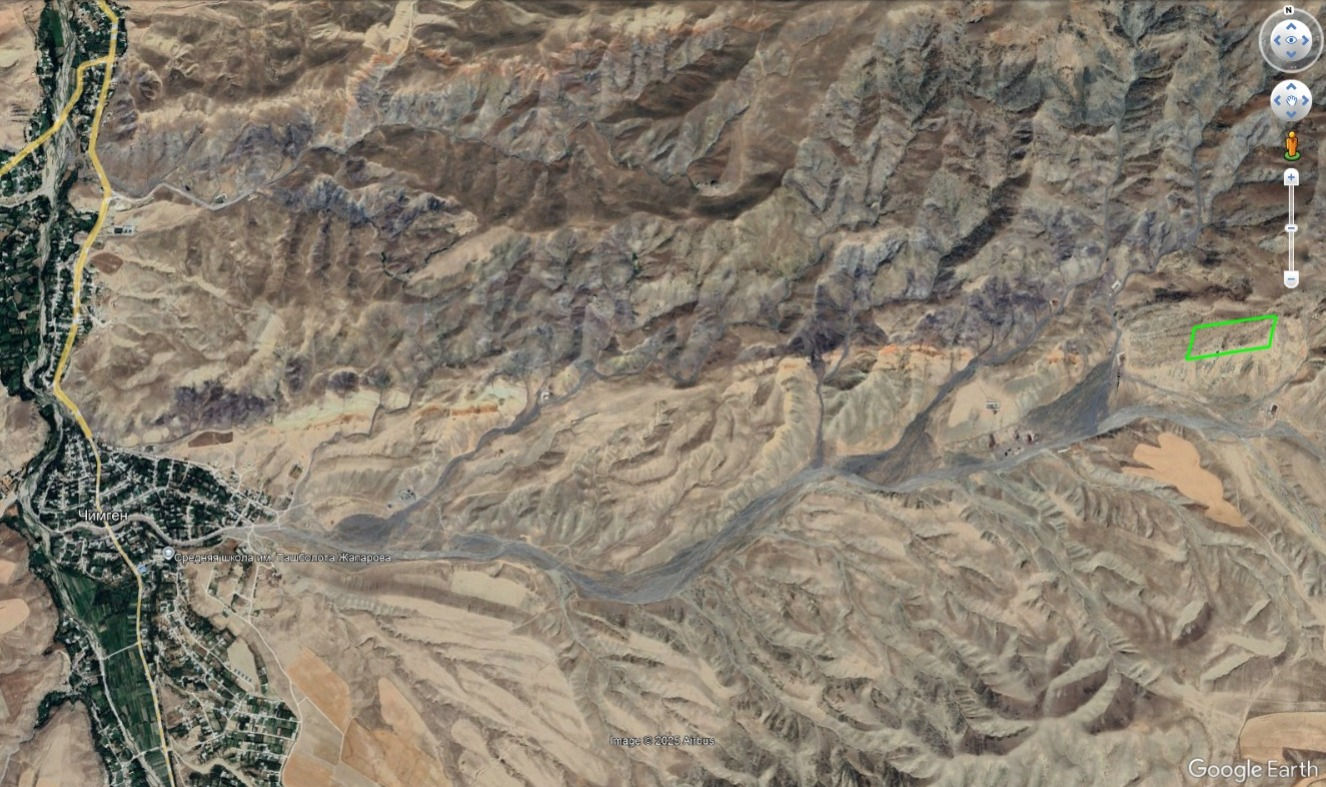 N
Чимген
Средняя школа им. Ташболота Жапарова
Image © 2025 Airbus
Google Earth